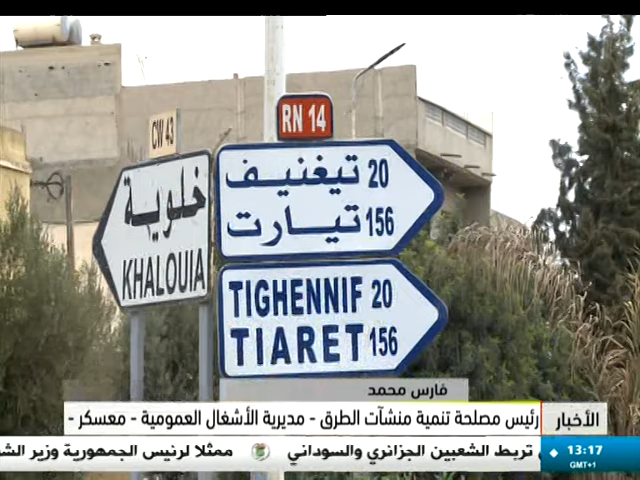 RN 14
CW 43
تيغنيف 20
تيارت 156
خلوية
KHALOUIA
TIGHENNIF 20
TIARET 156
فارس محمد
الأخبار
رئيس مصلحة تنمية منشآت الطرق - مديرية الأشغال العمومية - معسكر -
تربط الشعبين الجزائري والسوداني
ممثلا لرئيس الجمهورية وزير
13:17
GMT+1